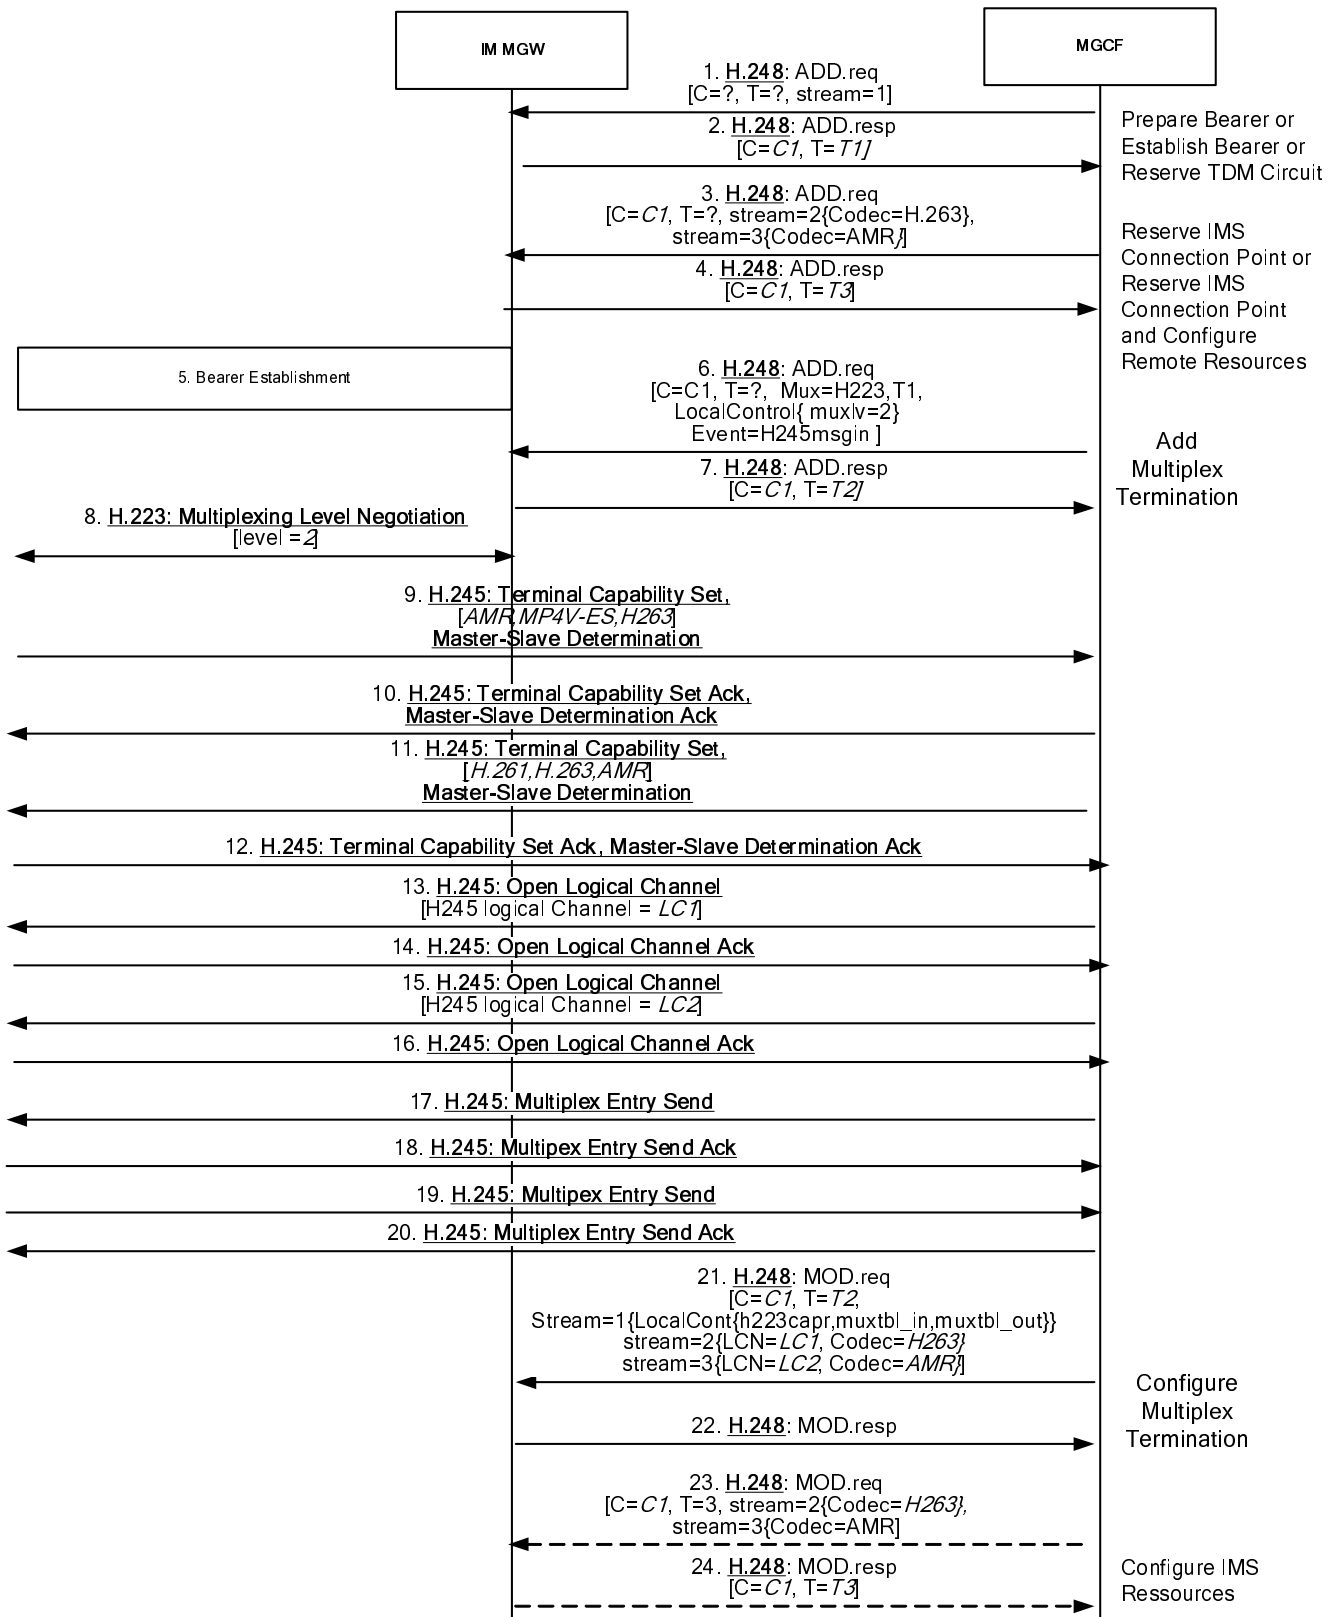 IM MGW
MGCF
1. H.248: ADD.req
[C=?, T=?, stream=1]
2. H.248: ADD.resp
[C=C1, T=T1]
Prepare Bearer or
Establish Bearer or
Reserve TDM Circuit
3. H.248: ADD.req
[C=C1, T=?, stream=2{Codec=H.263},
stream=3{Codec=AMR}]
4. H.248: ADD.resp
[C=C1, T=T3]
Reserve IMS
Connection Point or
Reserve IMS
Connection Point
and Configure
Remote Resources
5. Bearer Establishment
6. H.248: ADD.req
[C=C1, T=?, Mux=H223,T1,
LocalControl{ muxlv=2}
Event=H245msgin ]
7. H.248: ADD.resp
[C=C1, T=T2]
Add
Multiplex
Termination
8. H.223: Multiplexing Level Negotiation
[level =2]
9. H.245: Terminal Capability Set,
[AMR,MP4V-ES,H263]
Master-Slave Determination
10. H.245: Terminal Capability Set Ack,
Master-Slave Determination Ack
11. H.245: Terminal Capability Set,
[H.261,H.263,AMR]
Master-Slave Determination
12. H.245: Terminal Capability Set Ack, Master-Slave Determination Ack
13. H.245: Open Logical Channel
[H245 logical Channel = LC1]
14. H.245: Open Logical Channel Ack
15. H.245: Open Logical Channel
[H245 logical Channel = LC2]
16. H.245: Open Logical Channel Ack
17. H.245: Multiplex Entry Send
18. H.245: Multipex Entry Send Ack
19. H.245: Multipex Entry Send
20. H.245: Multiplex Entry Send Ack
21. H.248: MOD.req
[C=C1, T=T2,
Stream=1{LocalCont{h223capr,muxtbl_in,muxtbl_out}}
stream=2{LCN=LC1, Codec=H263}
stream=3{LCN=LC2, Codec=AMR}]
22. H.248: MOD.resp
Configure
Multiplex
Termination
23. H.248: MOD.req
[C=C1, T=3, stream=2{Codec=H263},
stream=3{Codec=AMR]
24. H.248: MOD.resp
[C=C1, T=T3]
Configure IMS
Ressources